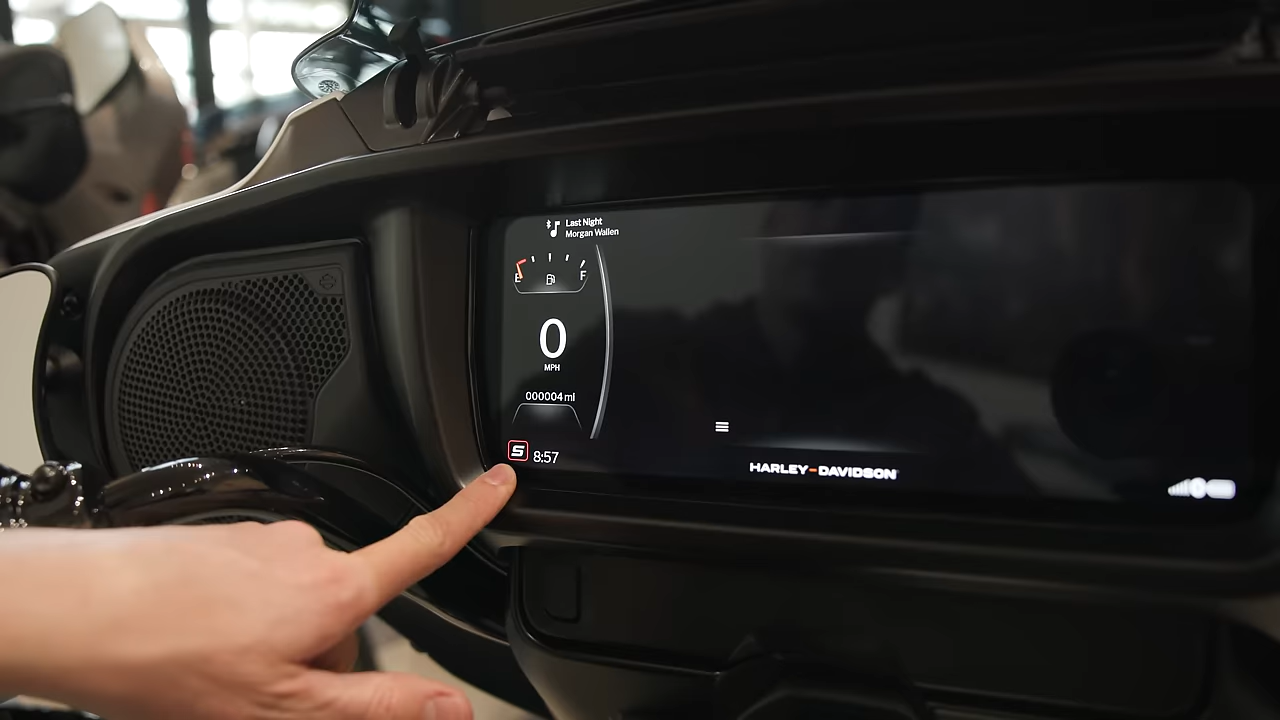 Last Night
Morgan Wallen
E F
0
MPH
000004 mi
S 8:57
HARLEY-DAVIDSON